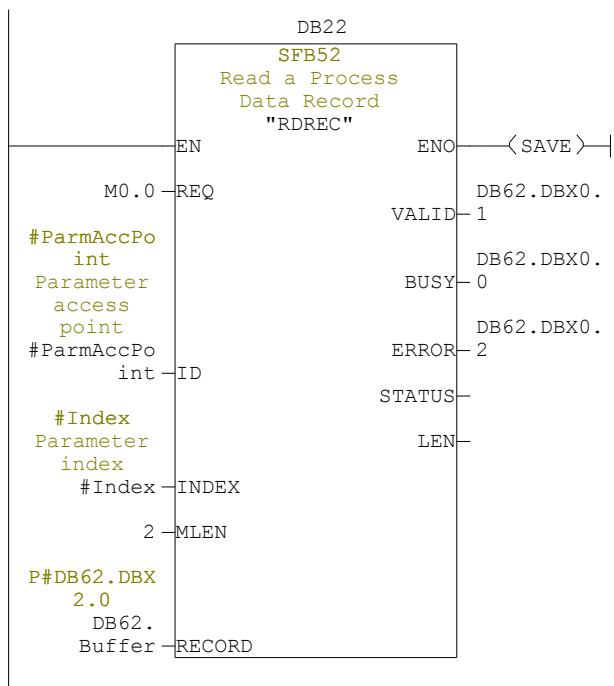 DB22
SFB52
Read a Process
Data Record
"RDREC"
EN
ENO
SAVE
M0.0
REQ
DB62.DBX0.
VALID
1
#ParmAccPo
int
Parameter
access
point
#ParmAccPo
int
ID
DB62.DBX0.
BUSY
0
DB62.DBX0.
ERROR
2
STATUS
#Index
Parameter
index
#Index
INDEX
LEN
2
MLEN
P#DB62.DBX
2.0
DB62.
Buffer
RECORD